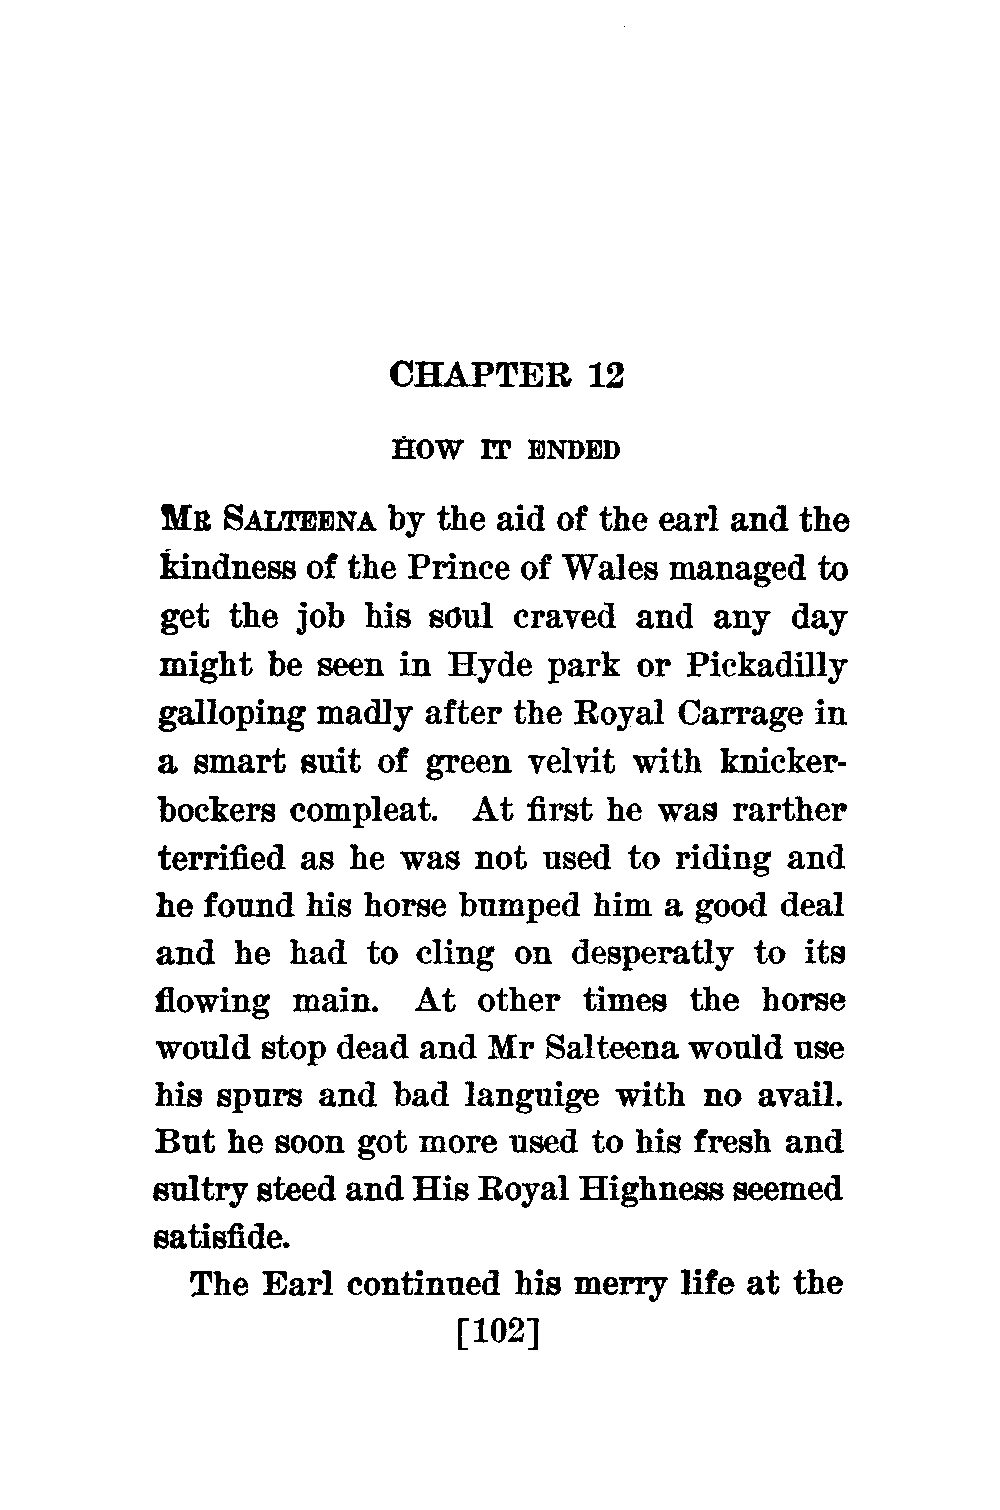 CHAPTER 12
HOW IT ENDED
MR SALTEENA by the aid of the earl and the
kindness of the Prince of Wales managed to
get the job his soul craved and any day
might be seen in Hyde park or Pickadilly
galloping madly after the Royal Carrage in
a smart suit of green velvit with knicker-
bockers compleat. At first he was rarther
terrified as he was not used to riding and
he found his horse bumped him a good deal
and he had to cling on desperatly to its
flowing main. At other times the horse
would stop dead and Mr Salteena would use
his spurs and bad languige with no avail.
But he soon got more used to his fresh and
sultry steed and His Royal Highness seemed
satisfide.
The Earl continued his merry life at the
[102]